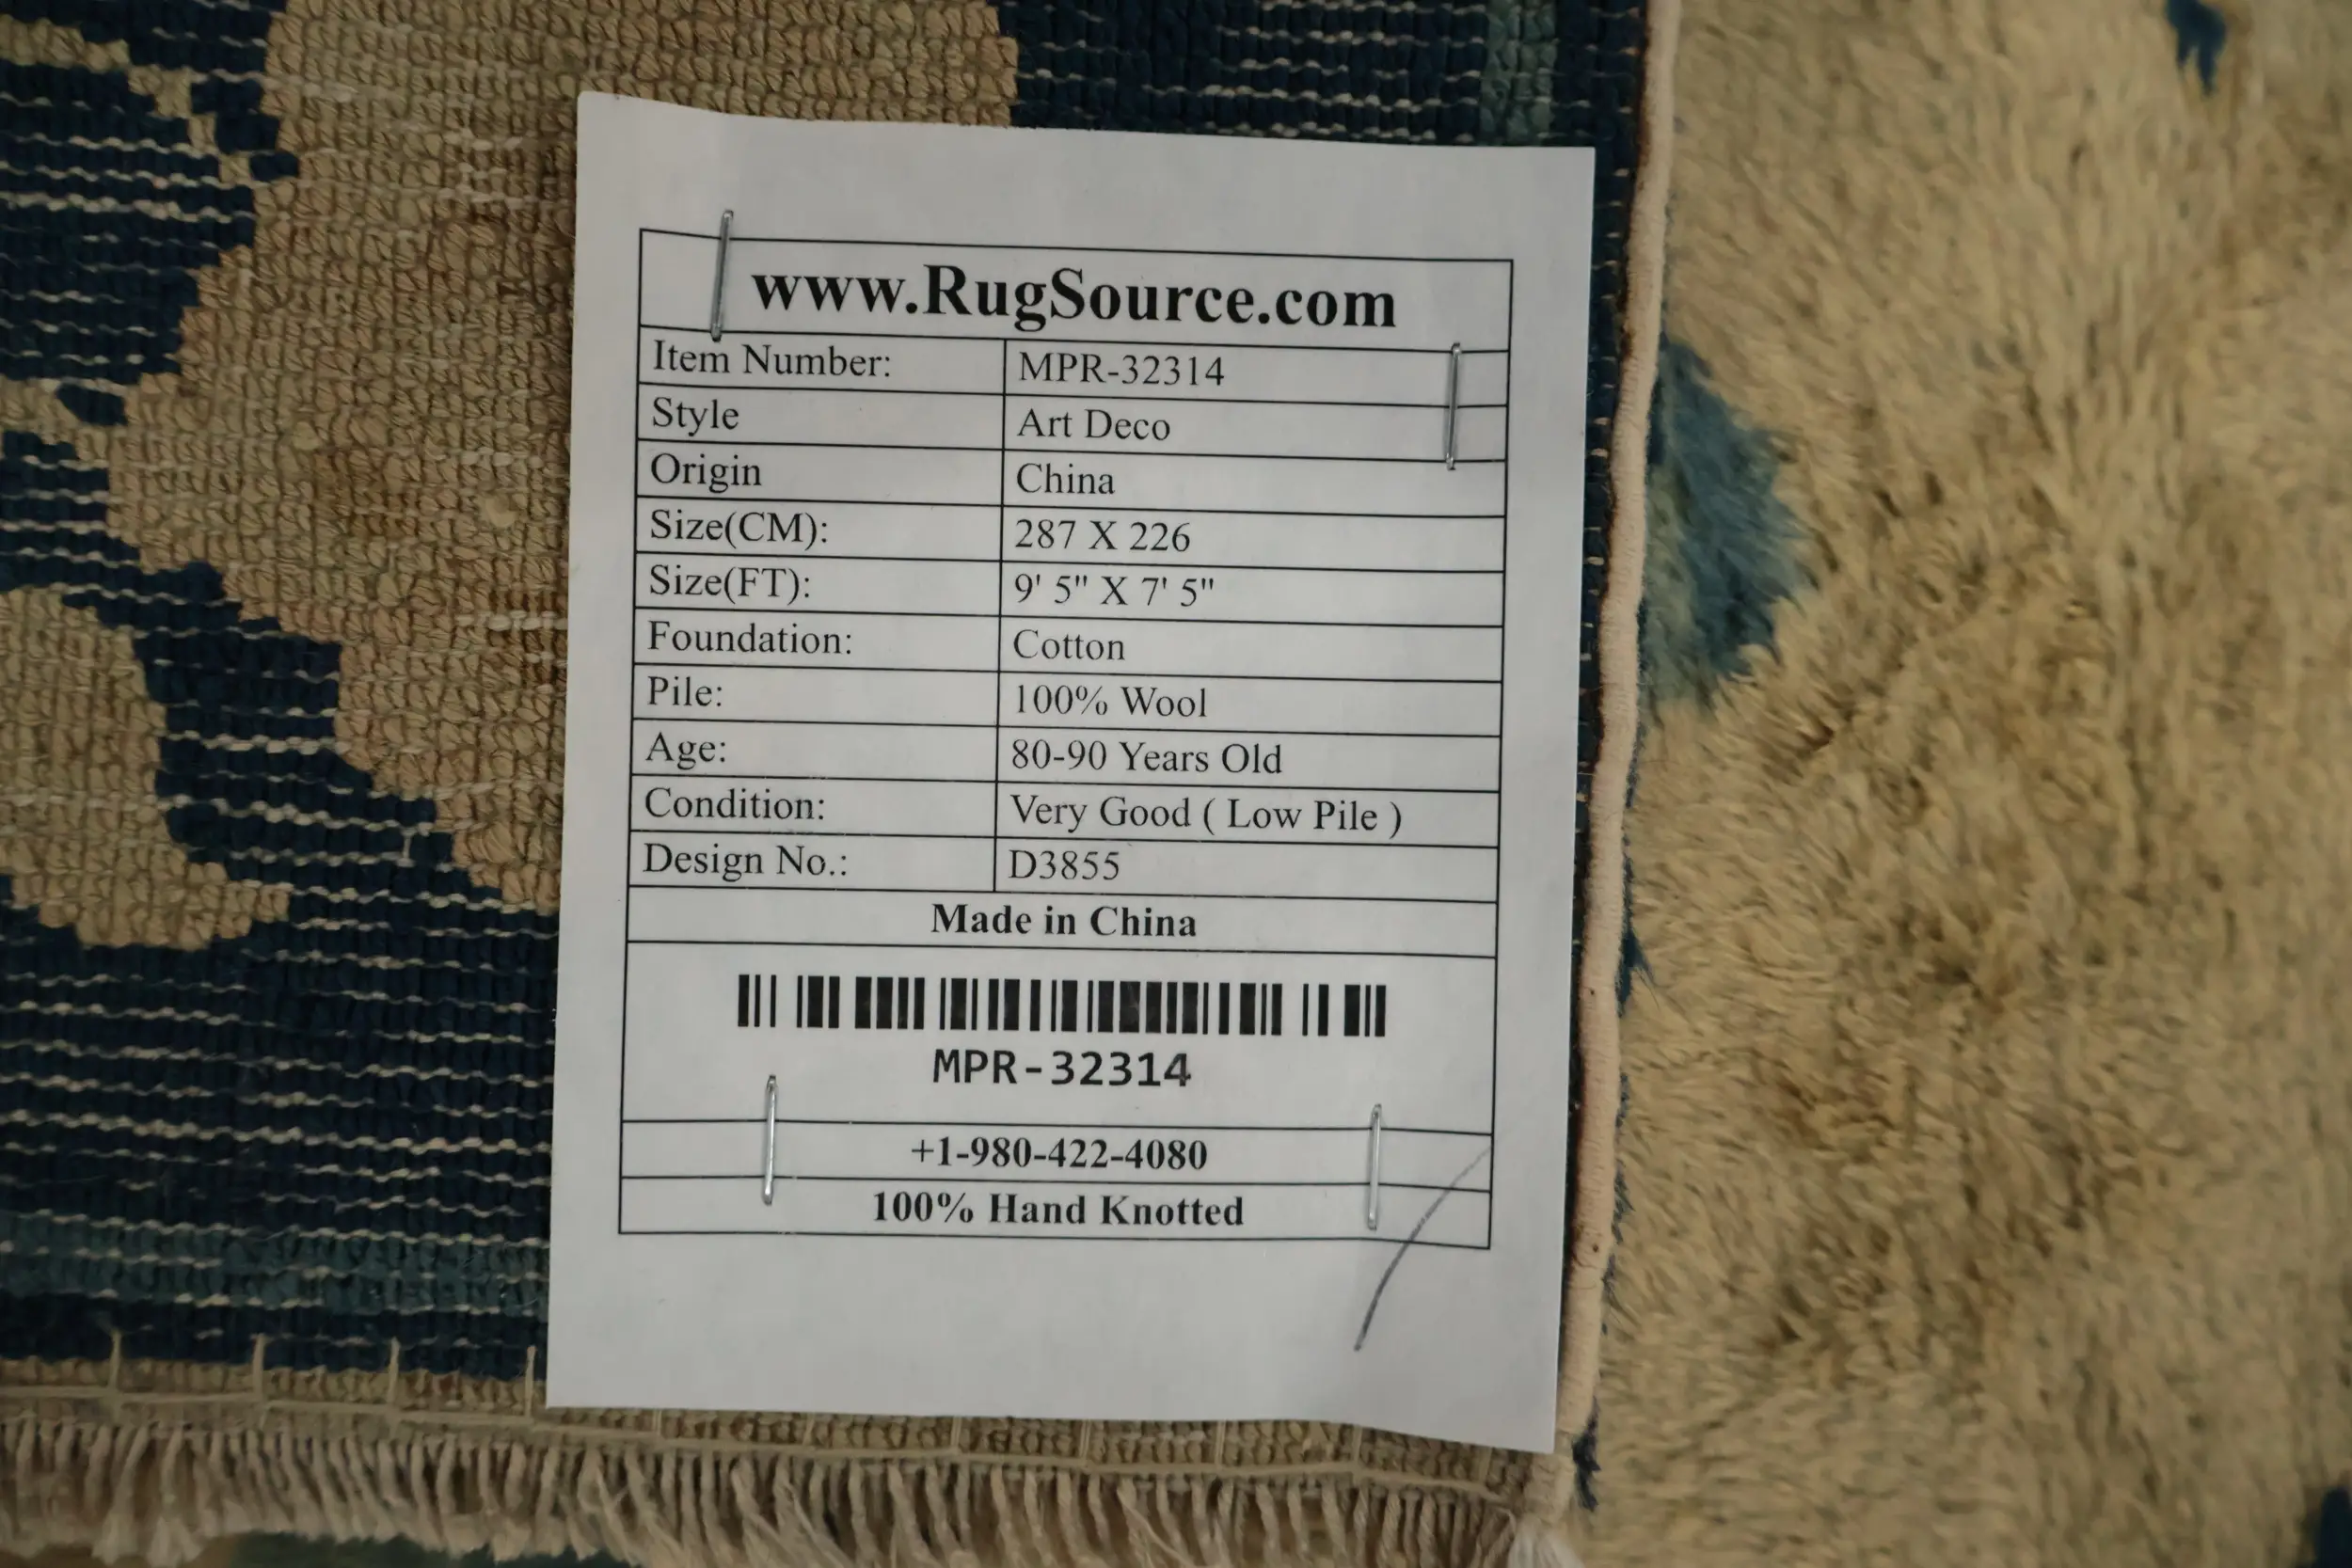 www.RugSource.com
Item Number: MPR-32314
Style Art Deco
Origin China
Size(CM): 287 X 226
Size(FT): 9' 5" X 7' 5"
Foundation: Cotton
Pile: 100% Wool
Age: 80-90 Years Old
Condition: Very Good ( Low Pile )
Design No.: D3855
Made in China
MPR-32314
+1-980-422-4080
100% Hand Knotted